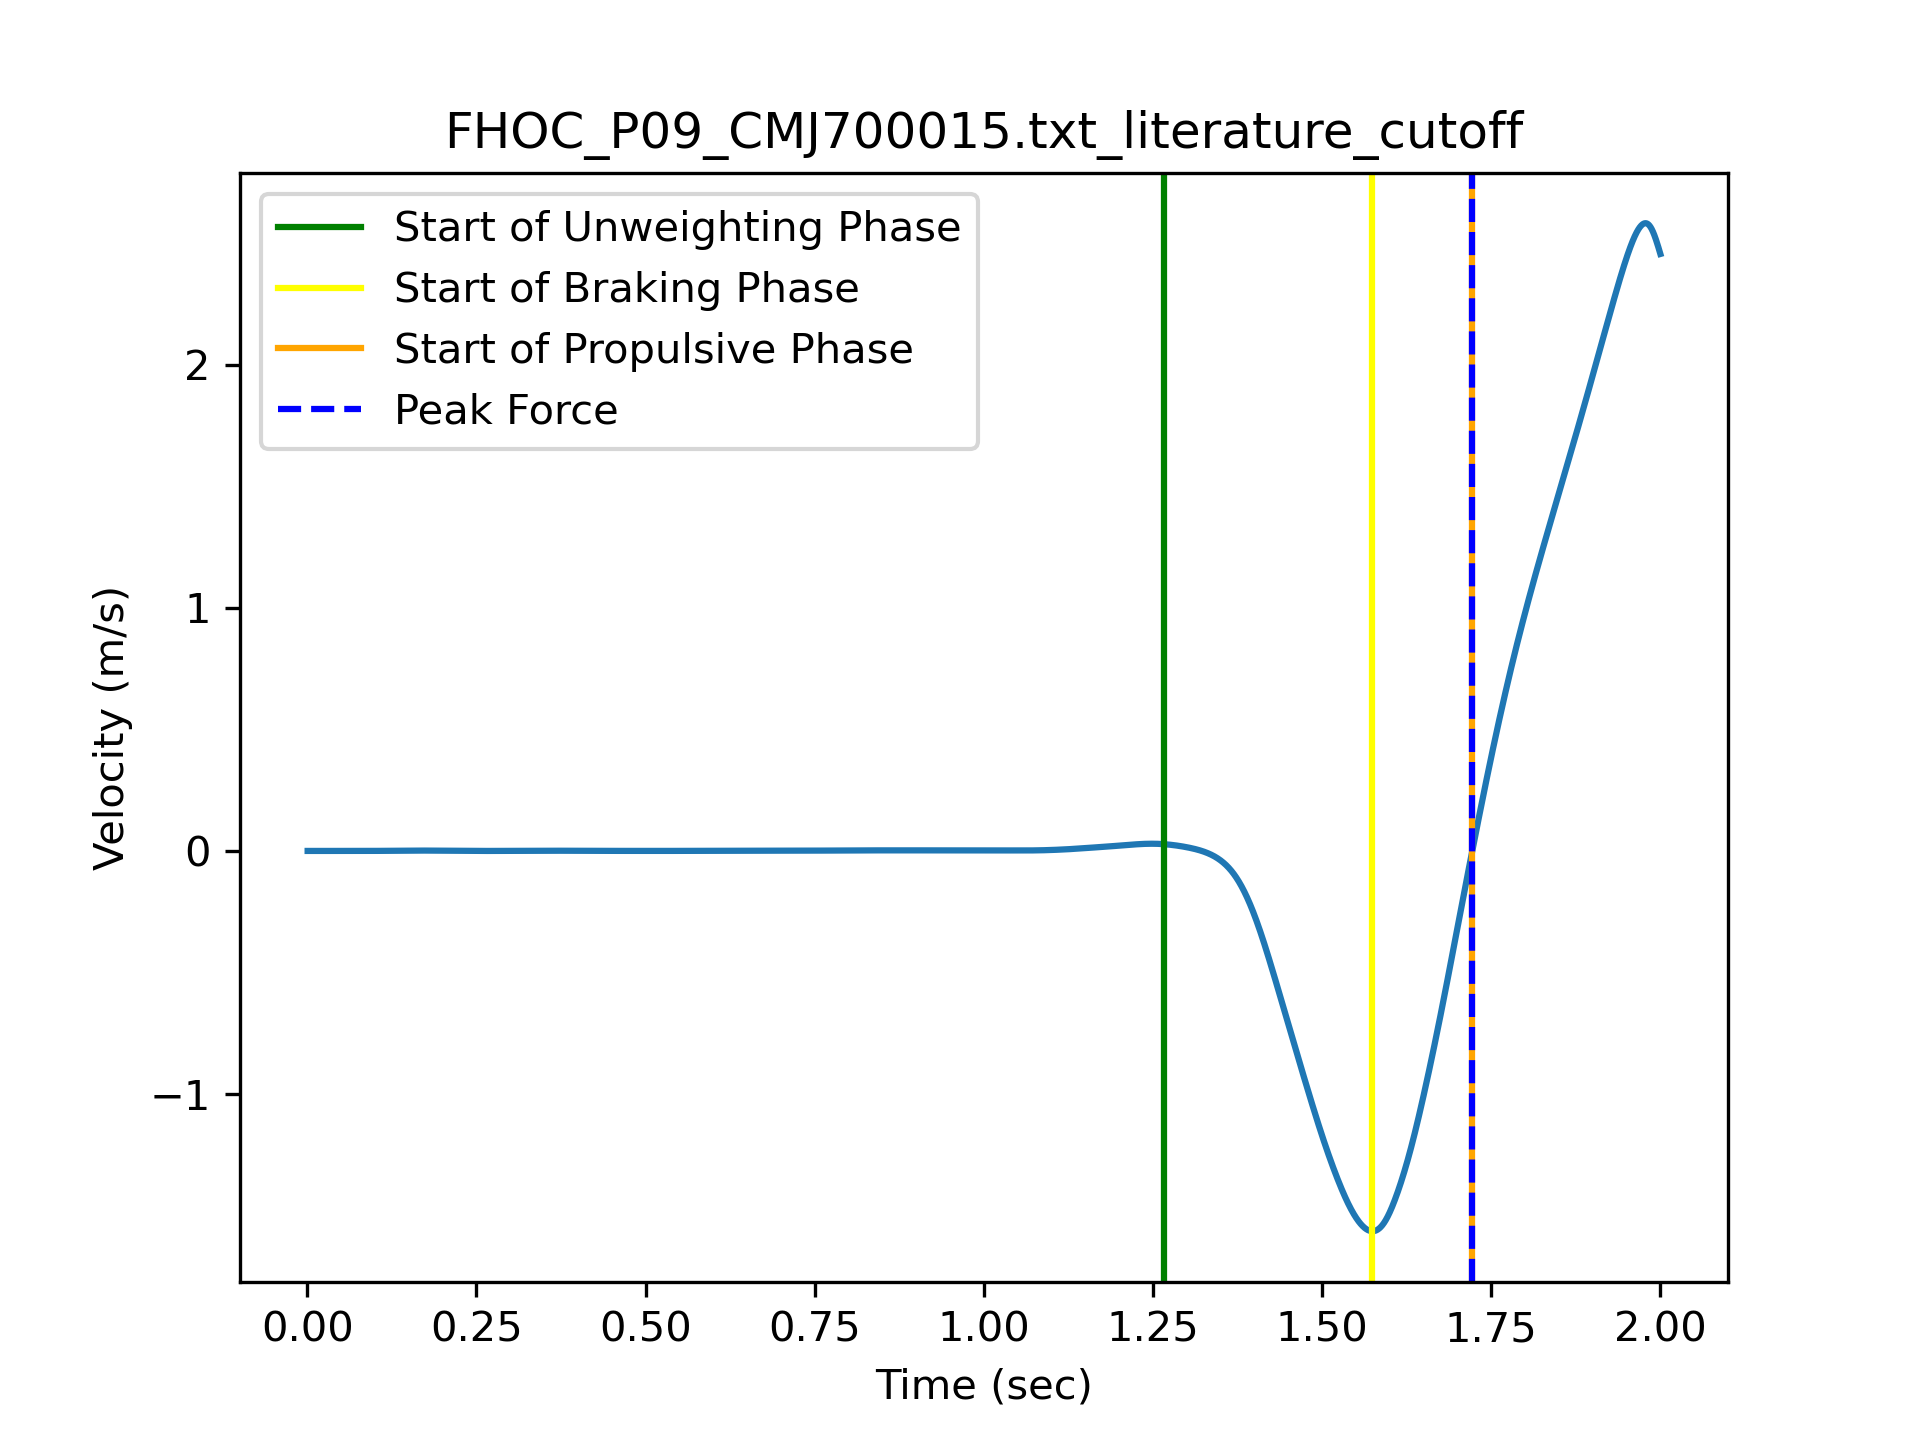 FHOC_P09_CMJ700015.txt_literature_cutoff
Start of Unweighting Phase
Start of Braking Phase
Start of Propulsive Phase
Peak Force
Velocity (m/s)
2
1
0
−1
0.00 0.25 0.50 0.75 1.00 1.25 1.50 1.75 2.00
Time (sec)